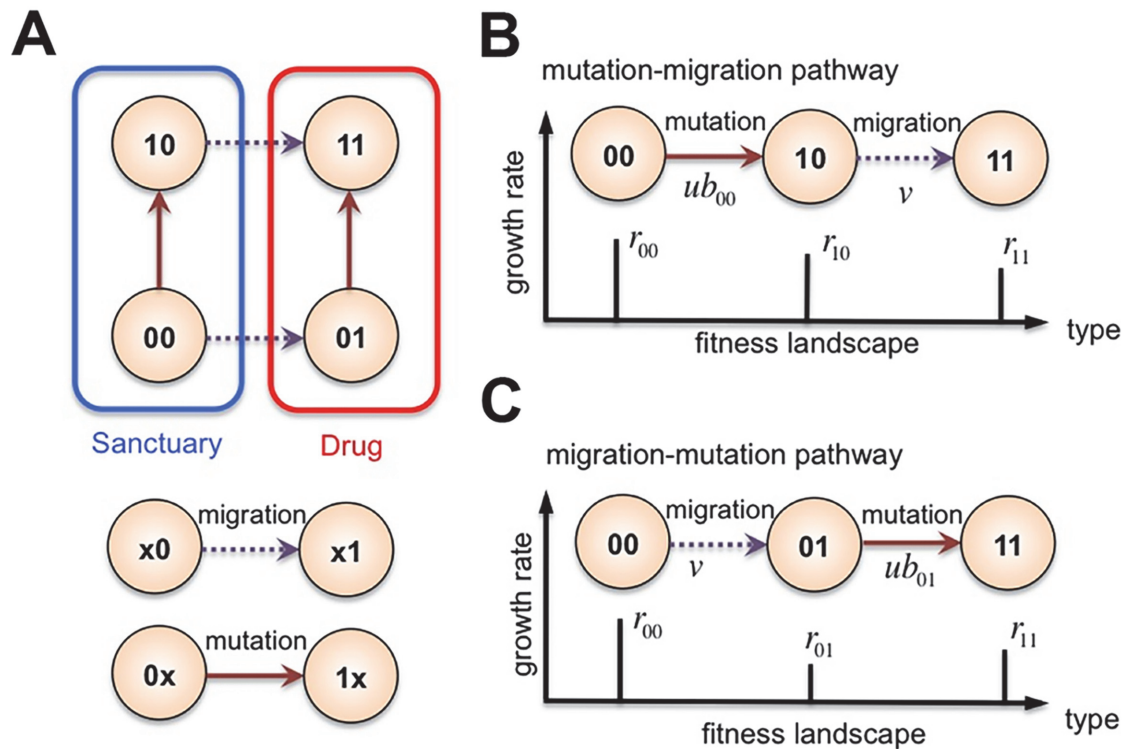 A
10
11
00
01
Sanctuary
Drug
migration
x0
x1
mutation
0x
1x
B
mutation-migration pathway
growth rate
00
mutation
ub00
10
migration
v
11
r00
r10
r11
fitness landscape
type
C
migration-mutation pathway
growth rate
00
migration
v
01
mutation
ub01
11
r00
r01
r11
fitness landscape
type